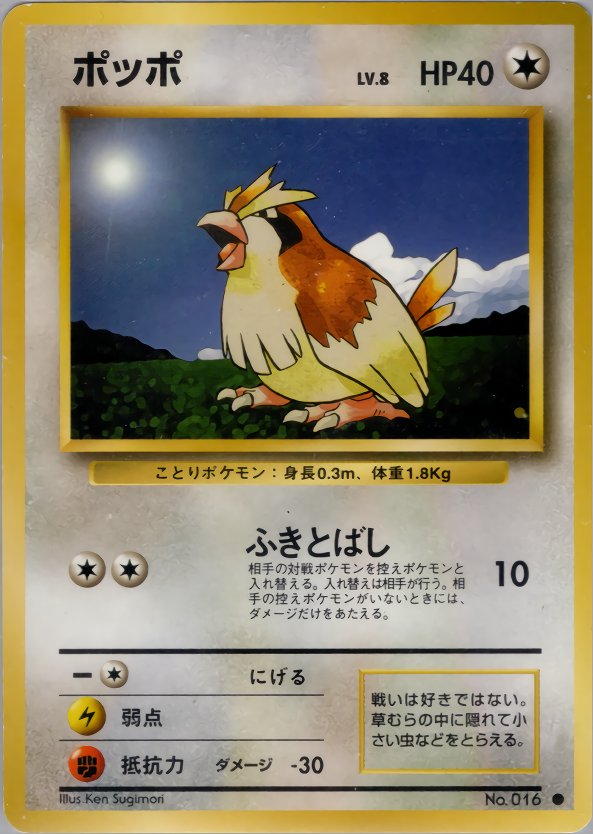 ポッポ LV.8 HP40
ことりポケモン：身長0.3m、体重1.8Kg
ふきとばし
相手の対戦ポケモンを控えポケモンと
入れ替える。入れ替えは相手が行う。相
手の控えポケモンがいないときには、
ダメージだけをあたえる。
10
にげる
弱点
抵抗力 ダメージ -30
戦いは好きではない。
草むらの中に隠れて小
さい虫などをとらえる。
Illus.Ken Sugimori
No.016